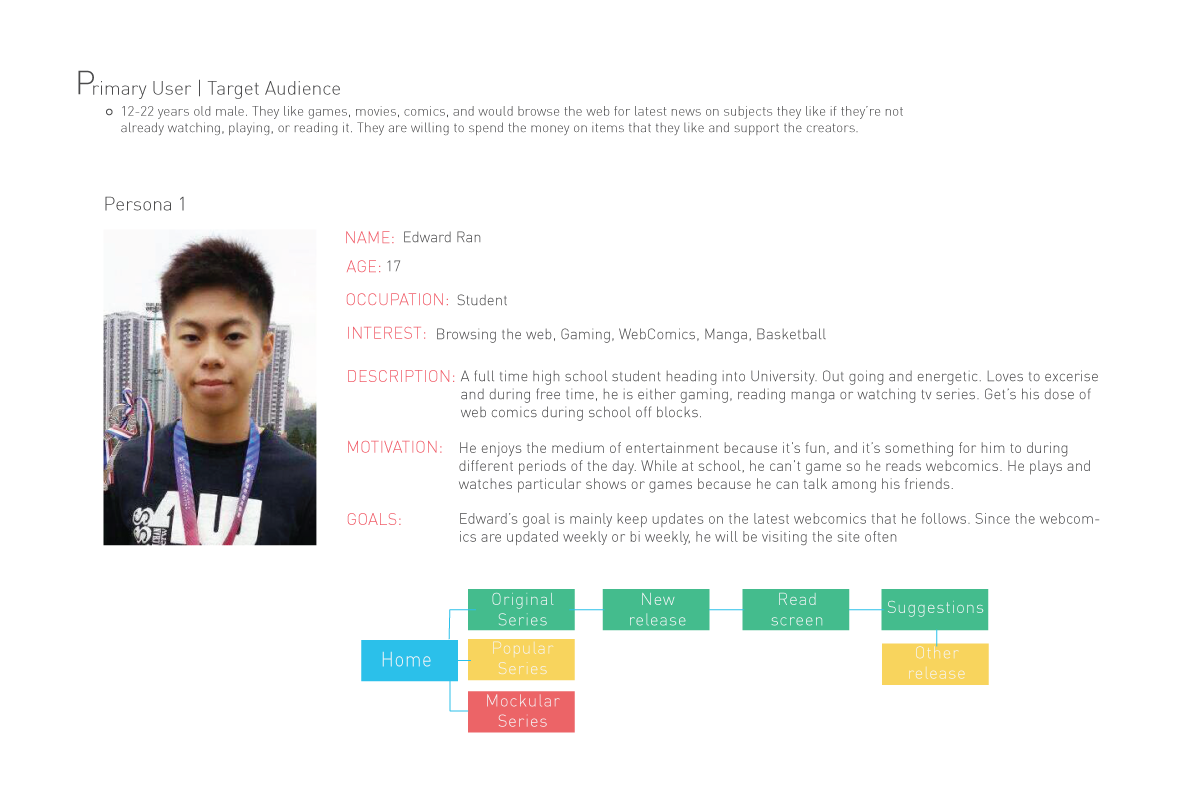 Primary User | Target Audience
12-22 years old male. They like games, movies, comics, and would browse the web for latest news on subjects they like if they're not
already watching, playing, or reading it. They are willing to spend the money on items that they like and support the creators.
Persona 1
NAME: Edward Ran
AGE: 17
OCCUPATION: Student
INTEREST: Browsing the web, Gaming, WebComics, Manga, Basketball
DESCRIPTION: A full time high school student heading into University. Out going and energetic. Loves to excerise
and during free time, he is either gaming, reading manga or watching tv series. Get's his dose of
web comics during school off blocks.
MOTIVATION: He enjoys the medium of entertainment because it's fun, and it's something for him to during
different periods of the day. While at school, he can't game so he reads webcomics. He plays and
watches particular shows or games because he can talk among his friends.
GOALS: Edward's goal is mainly keep updates on the latest webcomics that he follows. Since the webcom-
ics are updated weekly or bi weekly, he will be visiting the site often
Original
Series
New
release
Read
screen
Suggestions
Home
Popular
Series
Other
release
Mockular
Series